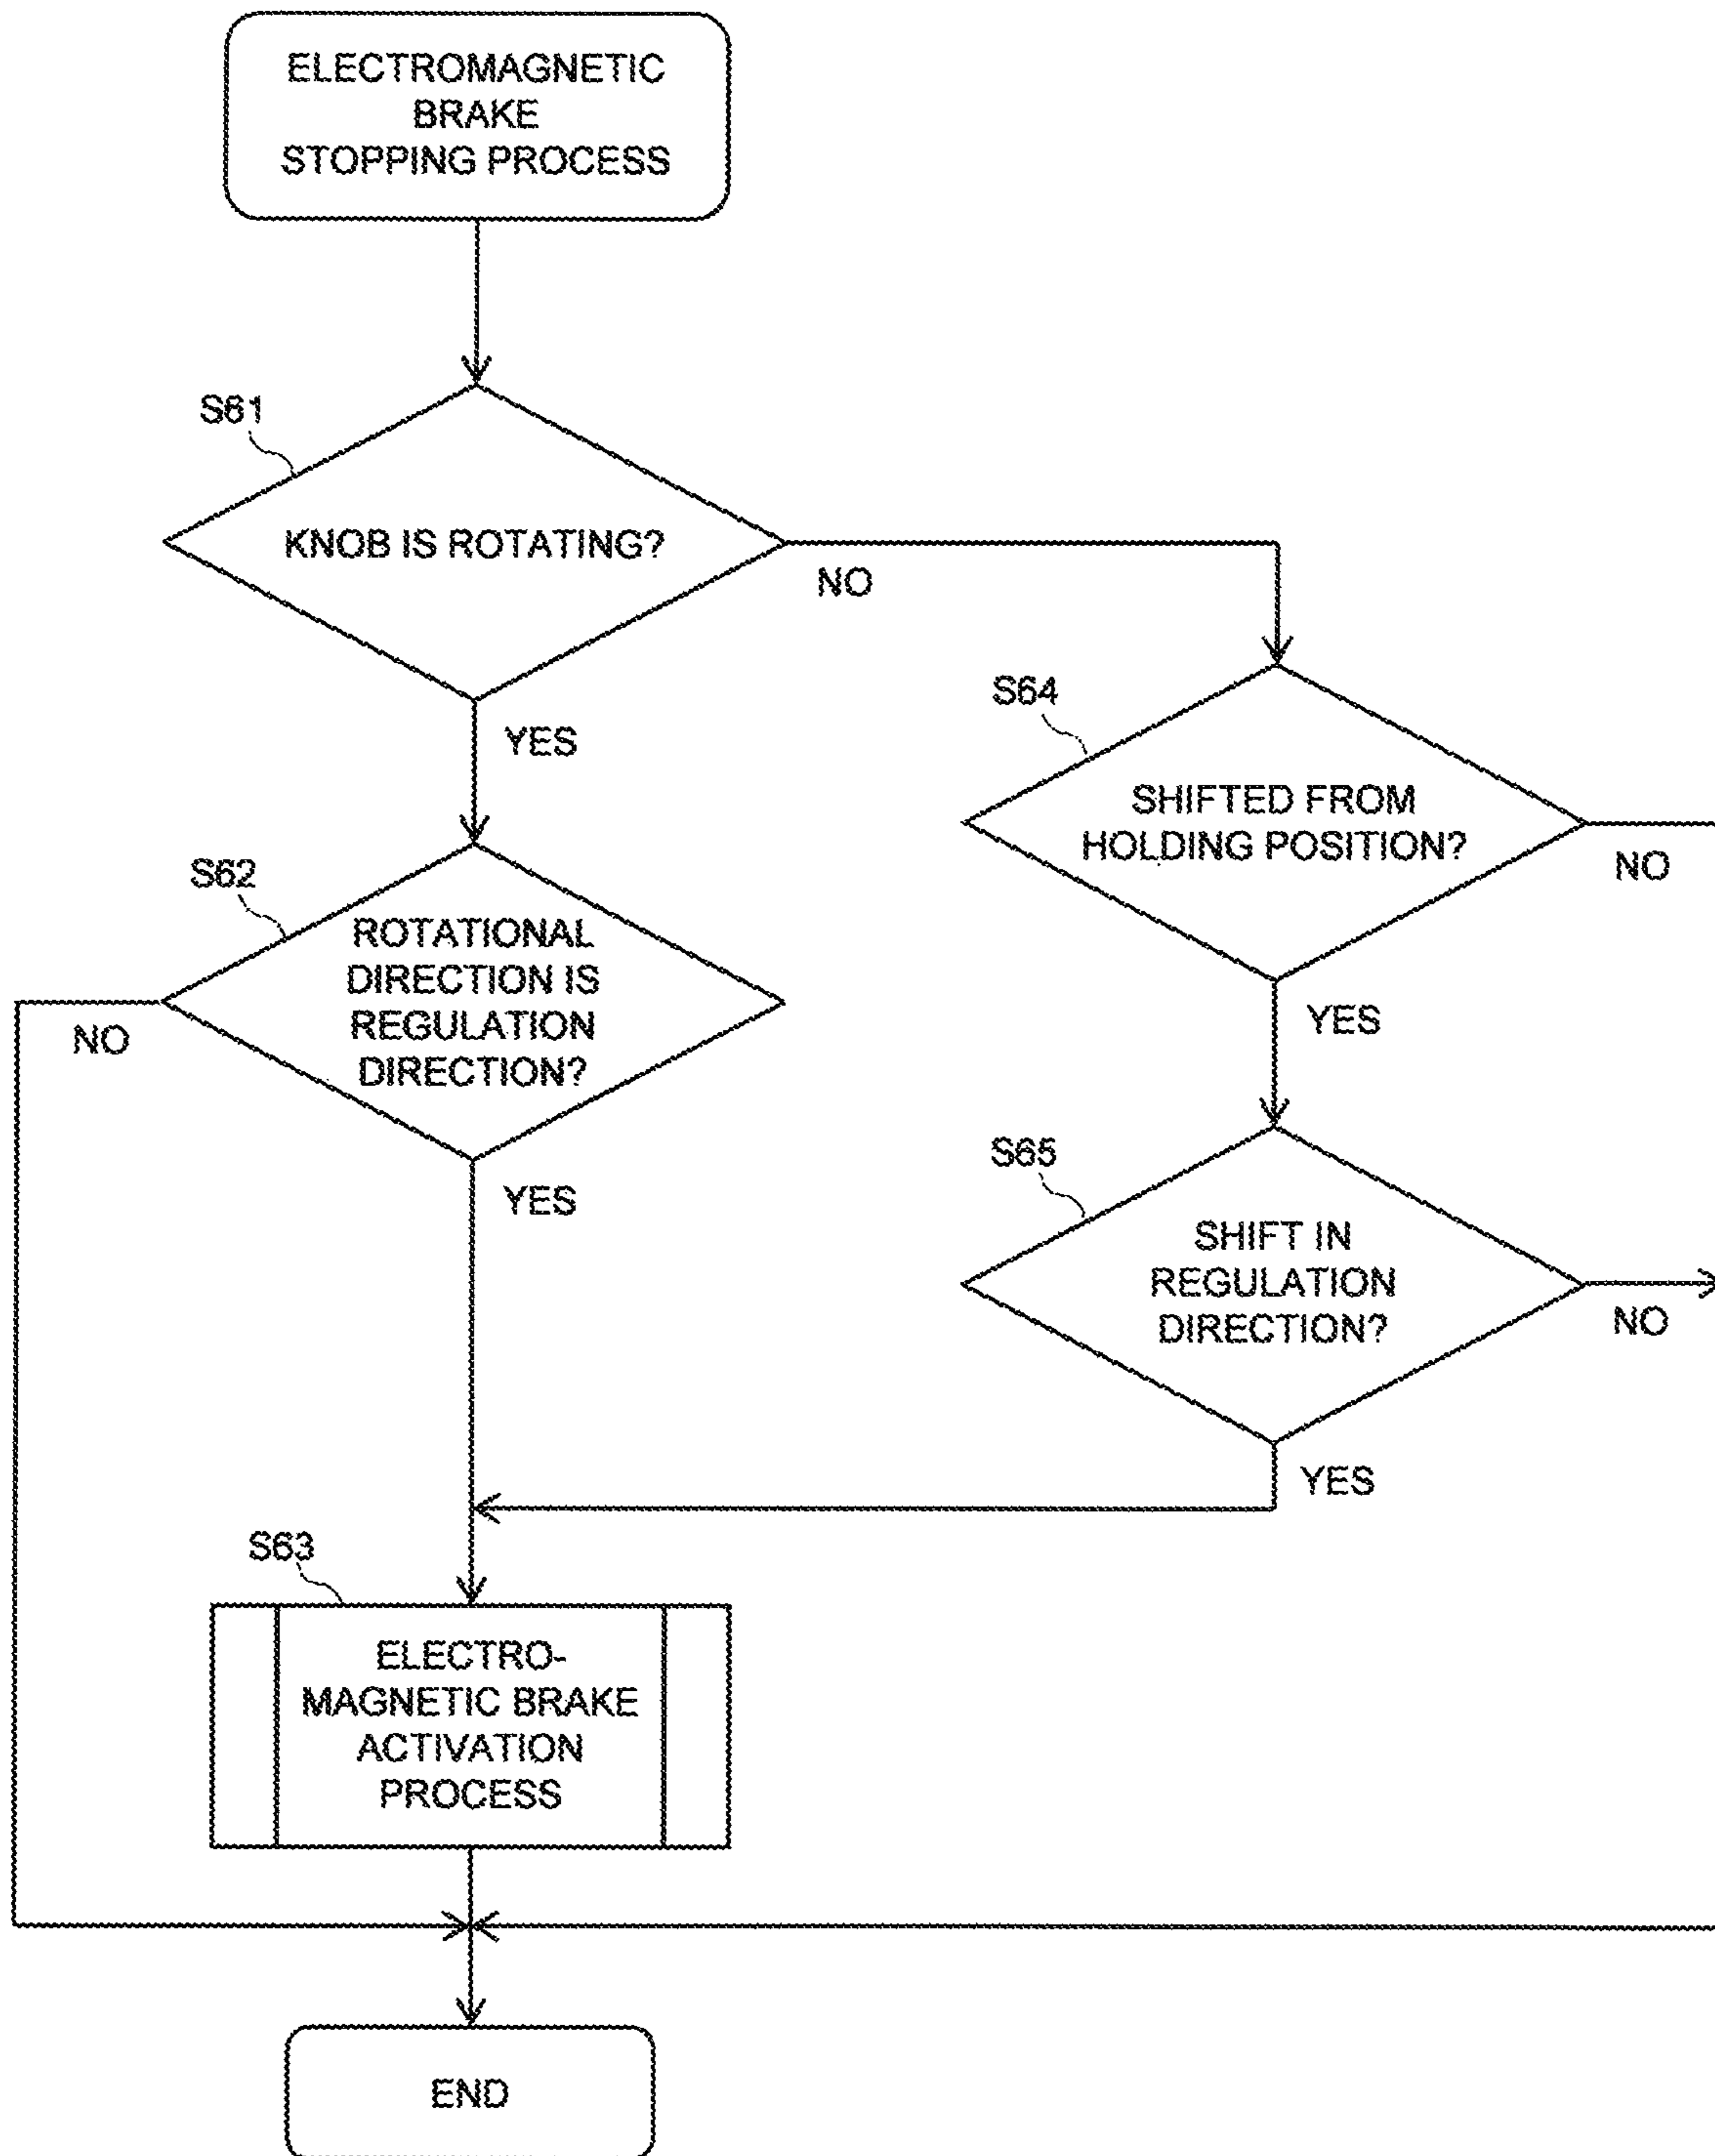 ELECTROMAGNETIC
BRAKE
STOPPING PROCESS
S61
KNOB IS ROTATING?
NO
YES
S64
SHIFTED FROM
HOLDING POSITION?
NO
YES
S62
ROTATIONAL
DIRECTION IS
REGULATION
DIRECTION?
NO
YES
S65
SHIFT IN
REGULATION
DIRECTION?
NO
YES
S63
ELECTRO-
MAGNETIC BRAKE
ACTIVATION
PROCESS
END